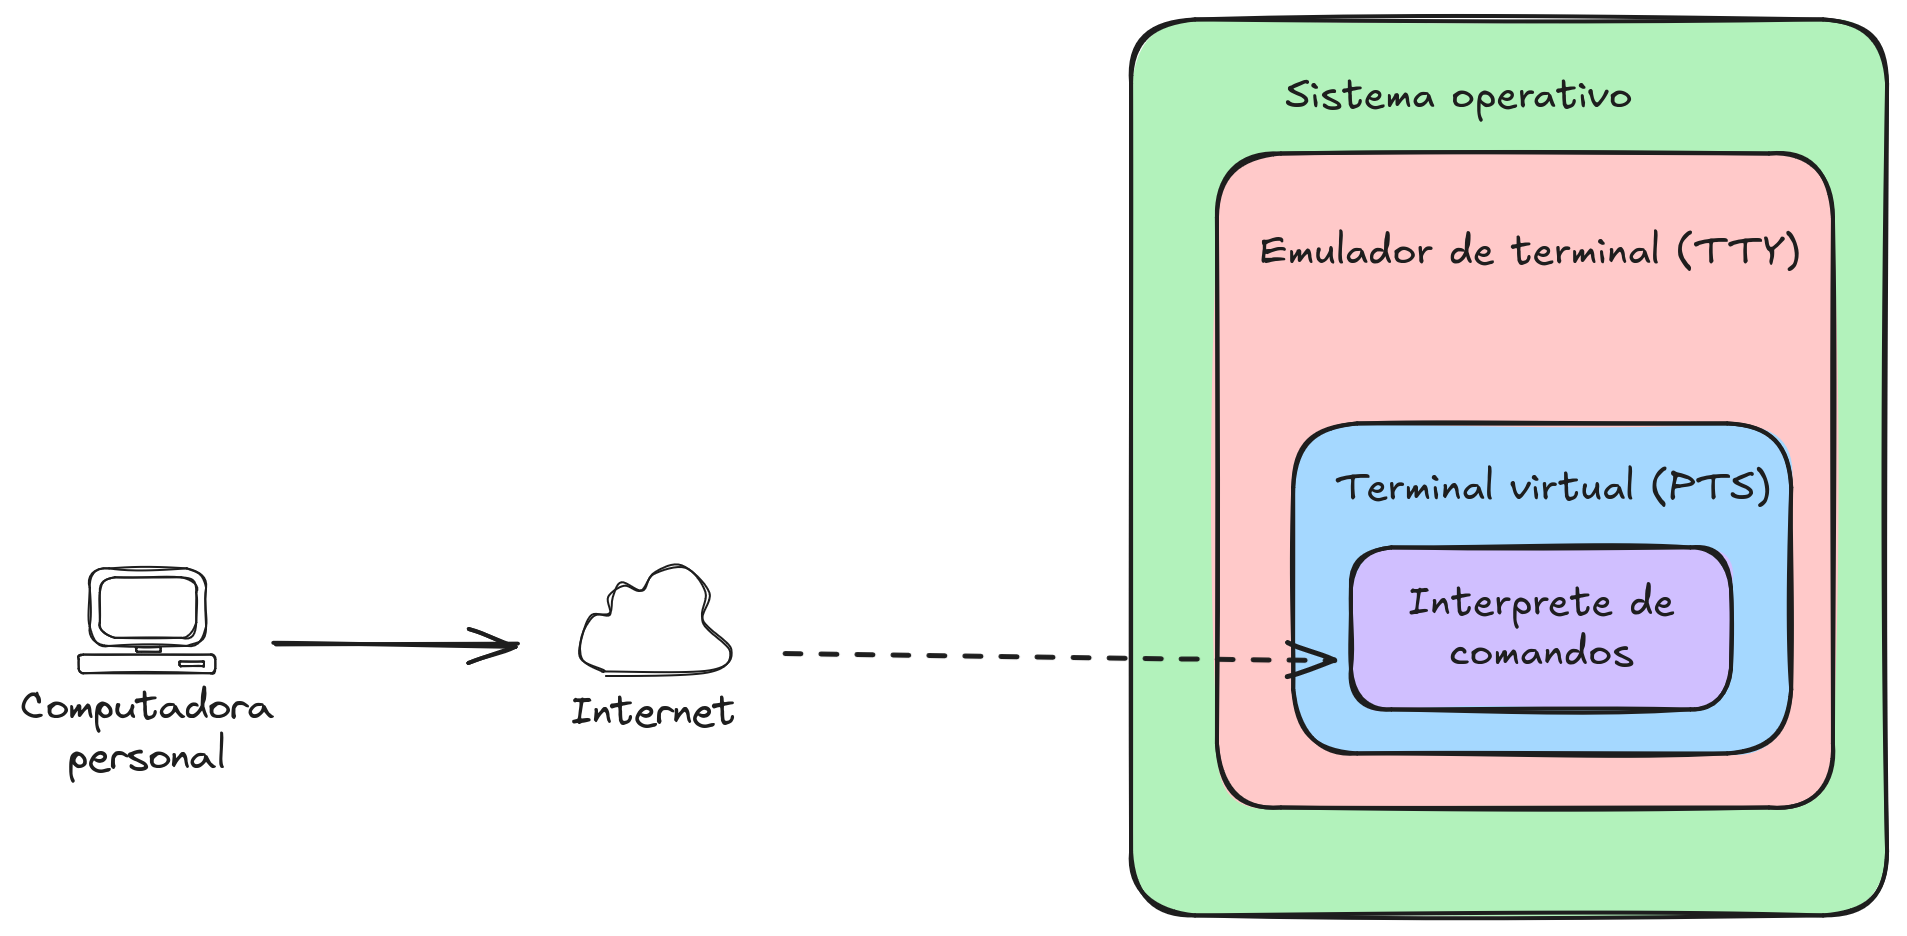 Sistema operativo
Emulador de terminal (TTY)
Terminal virtual (PTS)
Interprete de
comandos
Computadora
personal
Internet